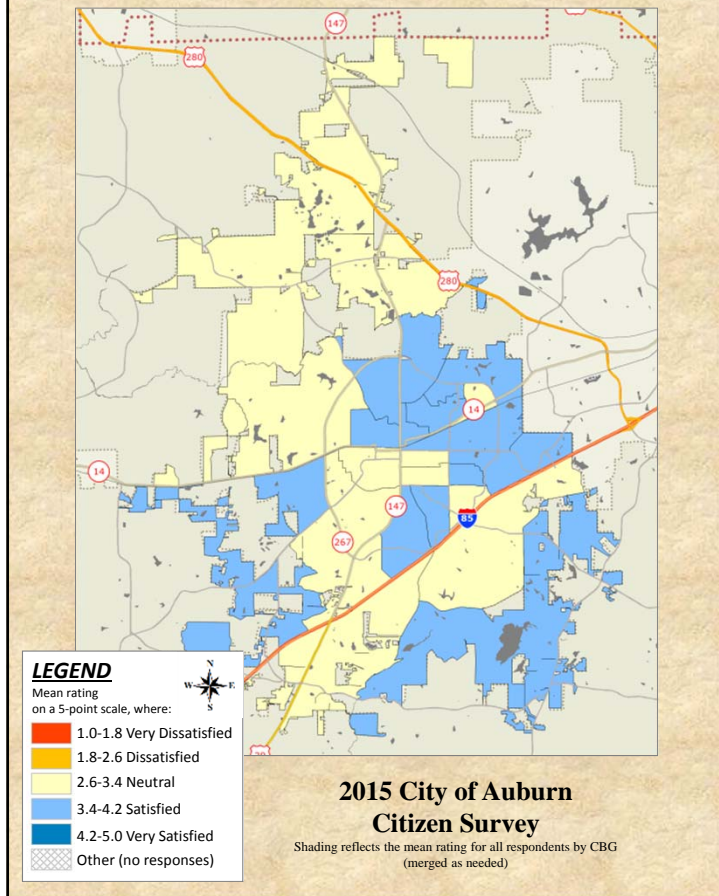 147
280
280
14
14
147
85
267
29
LEGEND
N
W E
S
Mean rating
on a 5-point scale, where:
1.0-1.8 Very Dissatisfied
1.8-2.6 Dissatisfied
2.6-3.4 Neutral
3.4-4.2 Satisfied
4.2-5.0 Very Satisfied
Other (no responses)
2015 City of Auburn
Citizen Survey
Shading reflects the mean rating for all respondents by CBG
(merged as needed)